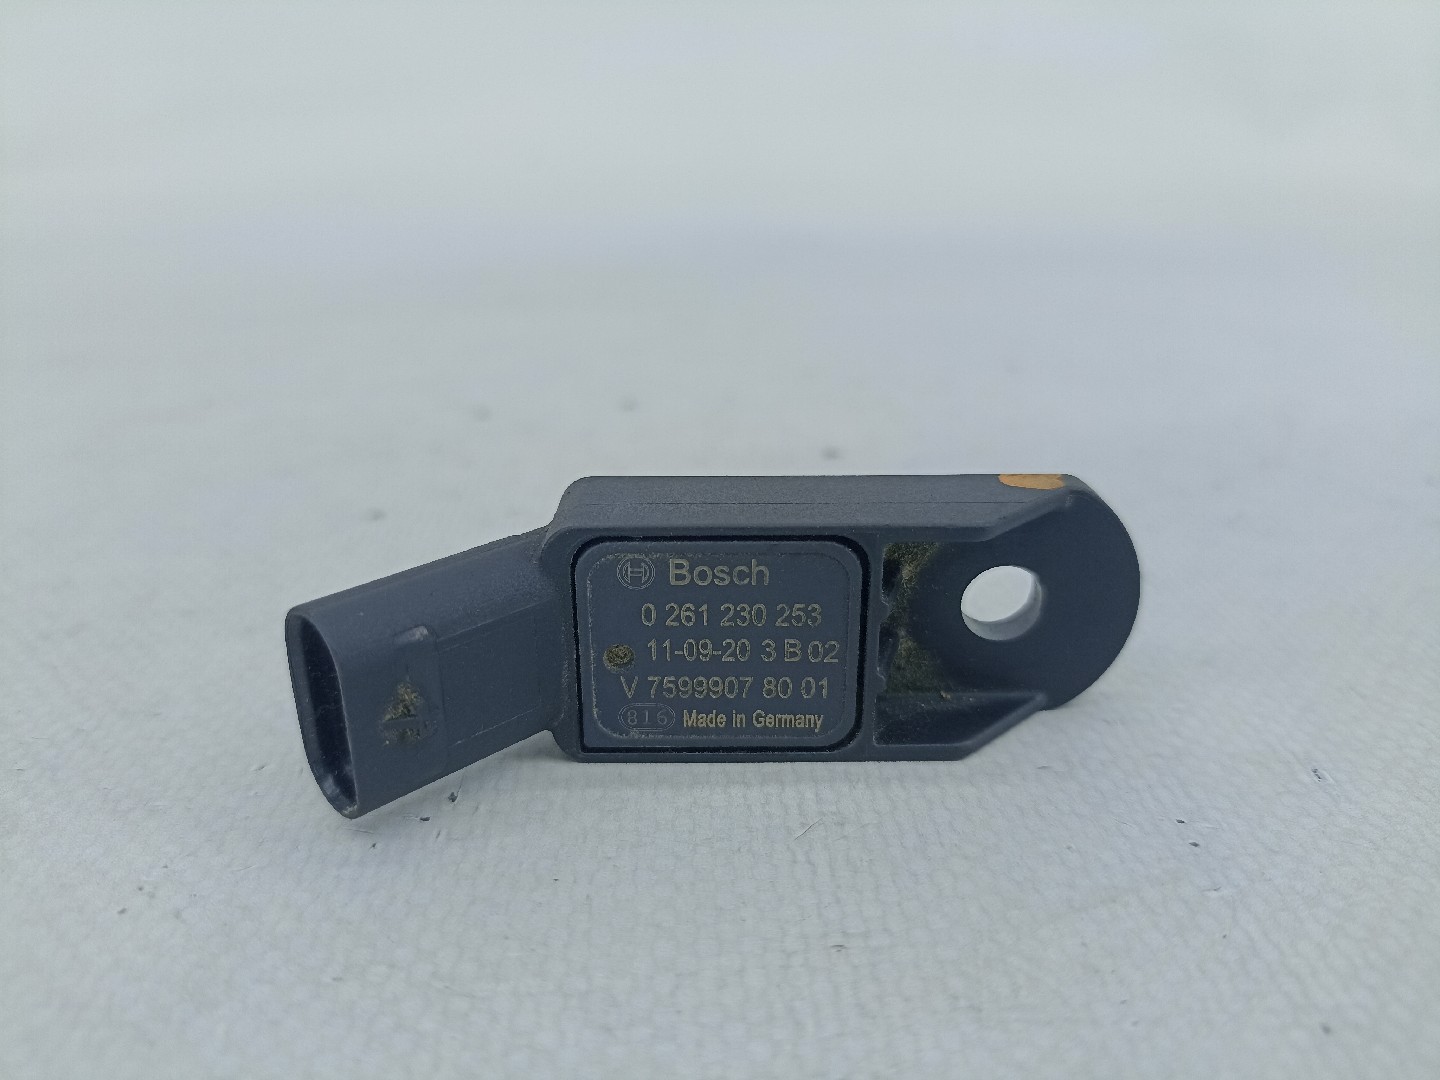 Bosch
0 261 230 253
11-09-20 3 B 02
V 7599907 80 01
816 Made in Germany